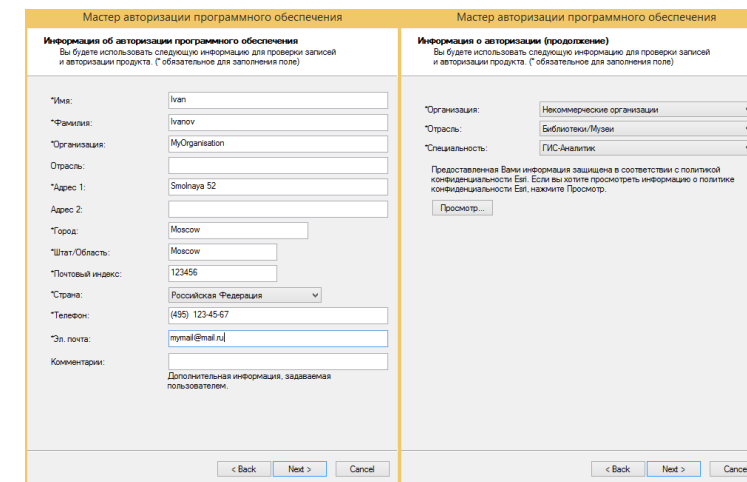 Мастер авторизации программного обеспечения
Информация об авторизации программного обеспечения
Вы будете использовать следующую информацию для проверки записей
и авторизации продукта. (* обязательное для заполнения поле)
*Имя: Ivan
*Фамилия: Ivanov
*Организация: MyOrganisation
Отрасль:
*Адрес 1: Smolnaya 52
Адрес 2:
*Город: Moscow
*Штат/Область: Moscow
*Почтовый индекс: 123456
*Страна: Российская Федерация
*Телефон: (495) 123-45-67
*Эл. почта: mymail@mail.ru
Комментарии:
Дополнительная информация, задаваемая
пользователем.
< Back Next > Cancel
Мастер авторизации программного обеспечения
Информация о авторизации (продолжение)
Вы будете использовать следующую информацию для проверки записей
и авторизации продукта. (* обязательное для заполнения поле)
*Организация: Некоммерческие организации
*Отрасль: Библиотеки/Музеи
*Специальность: ГИС-Аналитик
Предоставленная Вами информация защищена в соответствии с политикой
конфиденциальности Esri. Если вы хотите просмотреть информацию о политике
конфиденциальности Esri, нажмите Просмотр.
Просмотр...
< Back Next > Cance